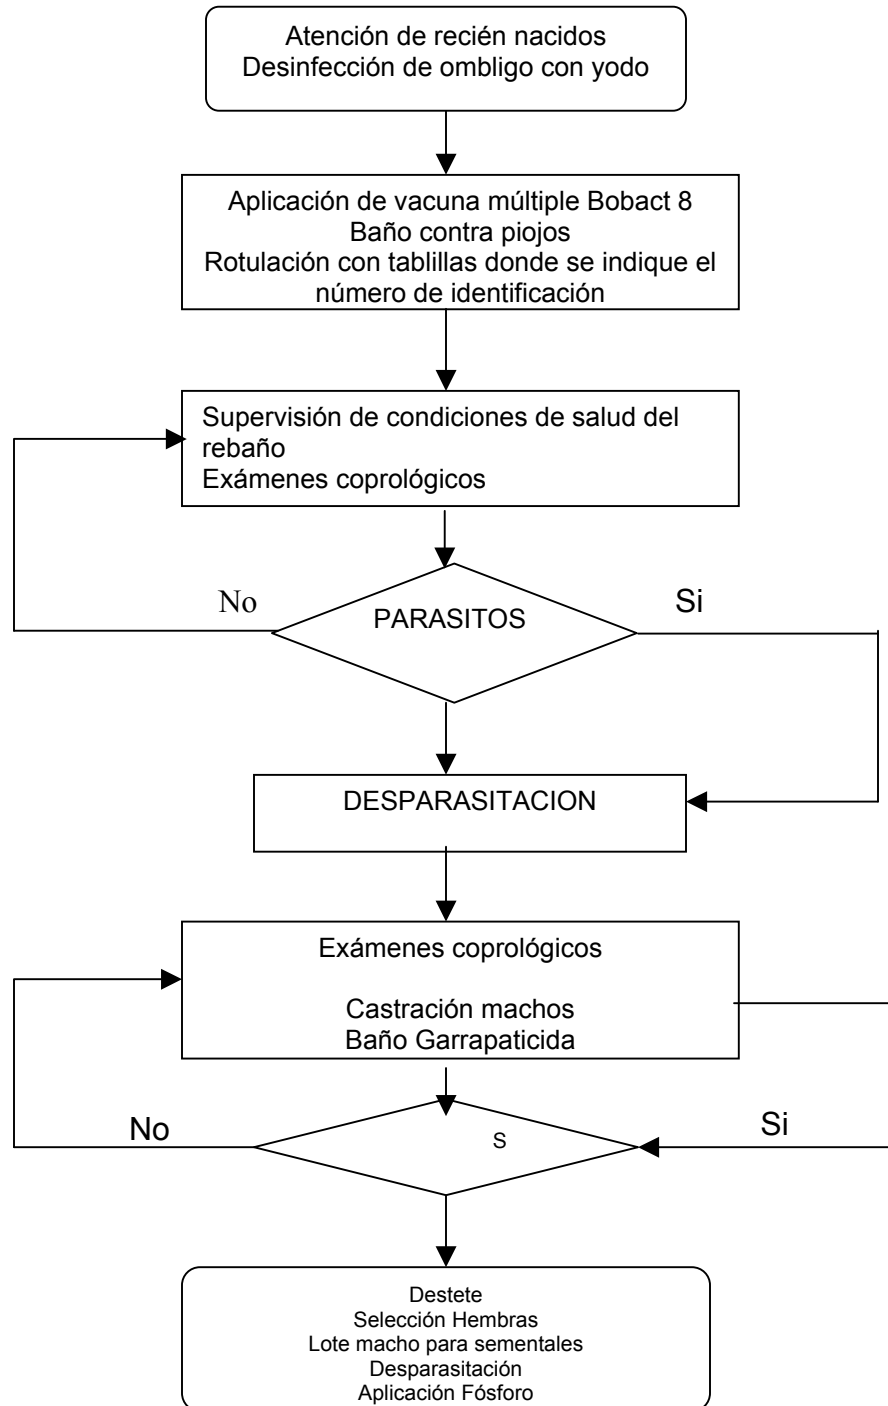 Atención de recién nacidos
Desinfección de ombligo con yodo
Aplicación de vacuna múltiple Bobact 8
Baño contra piojos
Rotulación con tablillas donde se indique el
número de identificación
Supervisión de condiciones de salud del
rebaño
Exámenes coprológicos
No
PARASITOS
Si
DESPARASITACION
Exámenes coprológicos
Castración machos
Baño Garrapaticida
No
S
Si
Destete
Selección Hembras
Lote macho para sementales
Desparasitación
Aplicación Fósforo